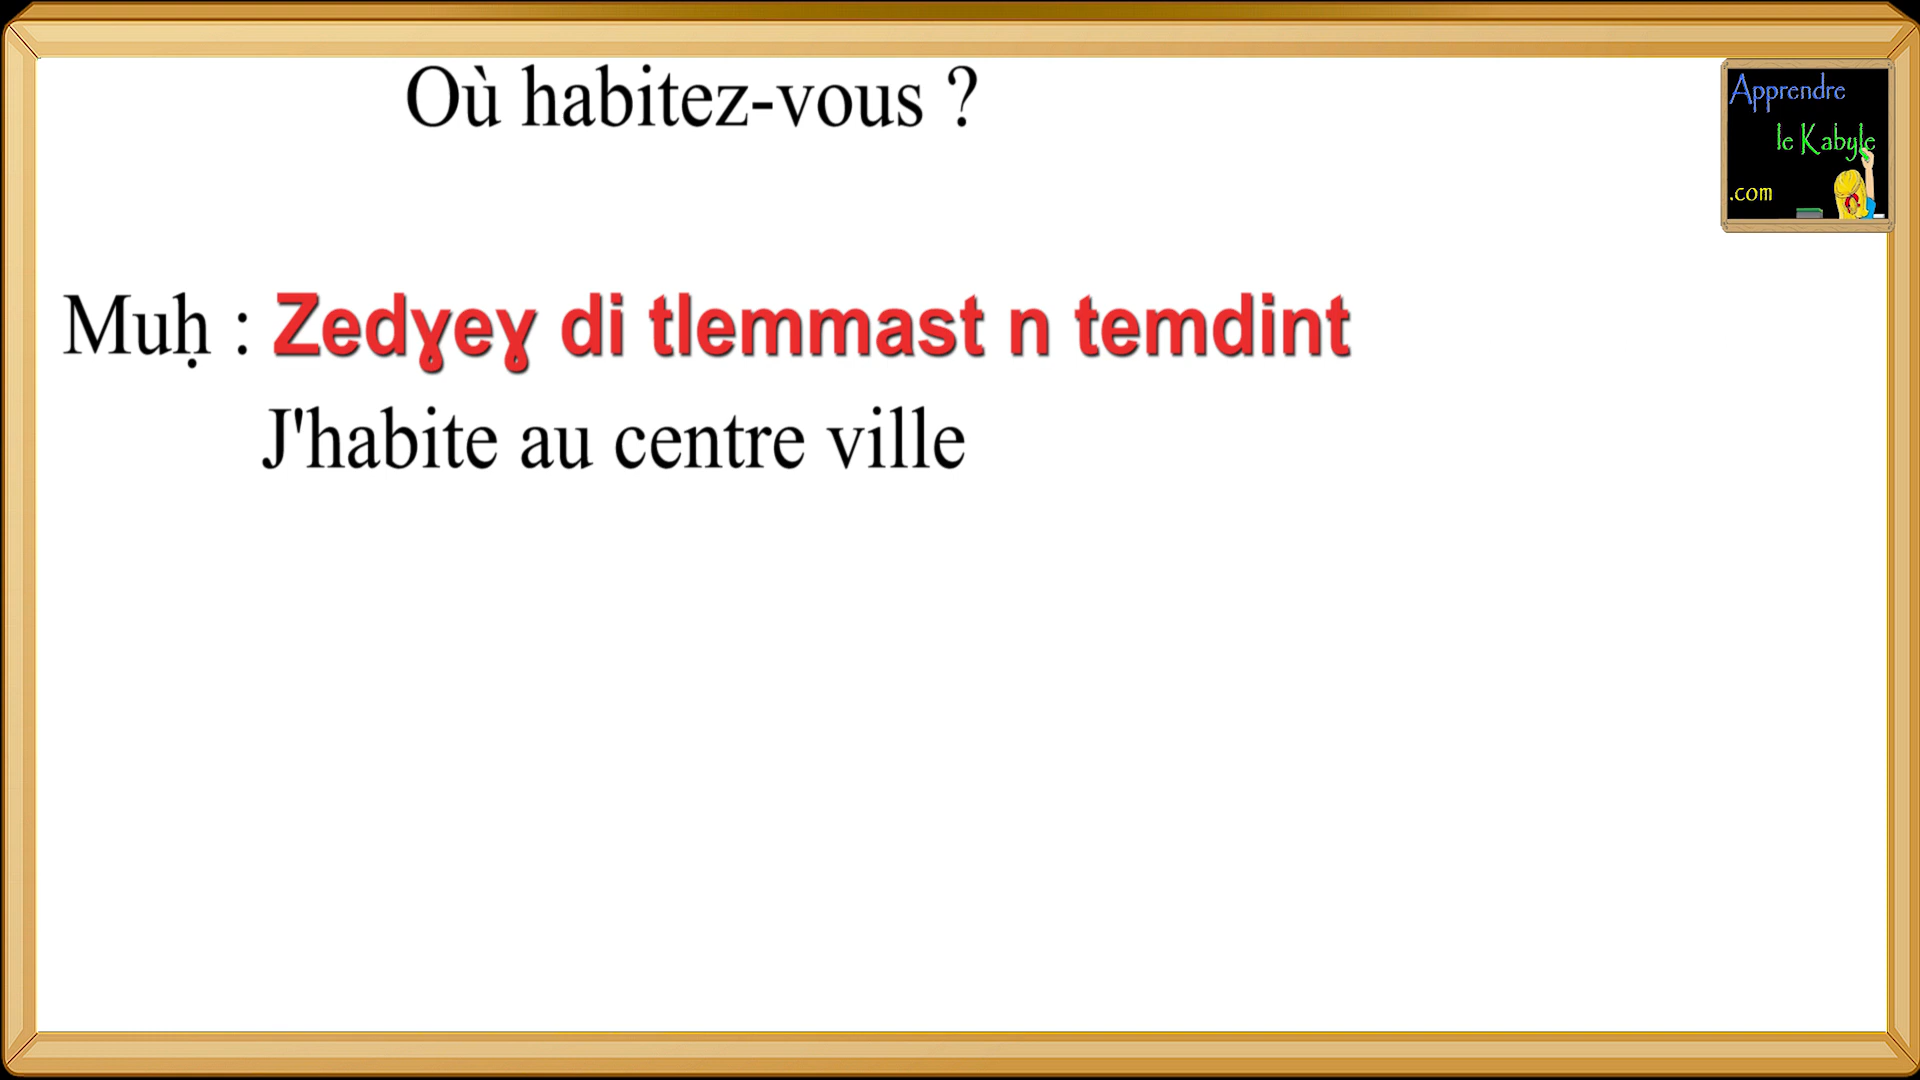 Où habitez-vous ?
Apprendre
le Kabyle
.com
Muḥ : Zedɣeɣ di tlemmast n temdint
J'habite au centre ville